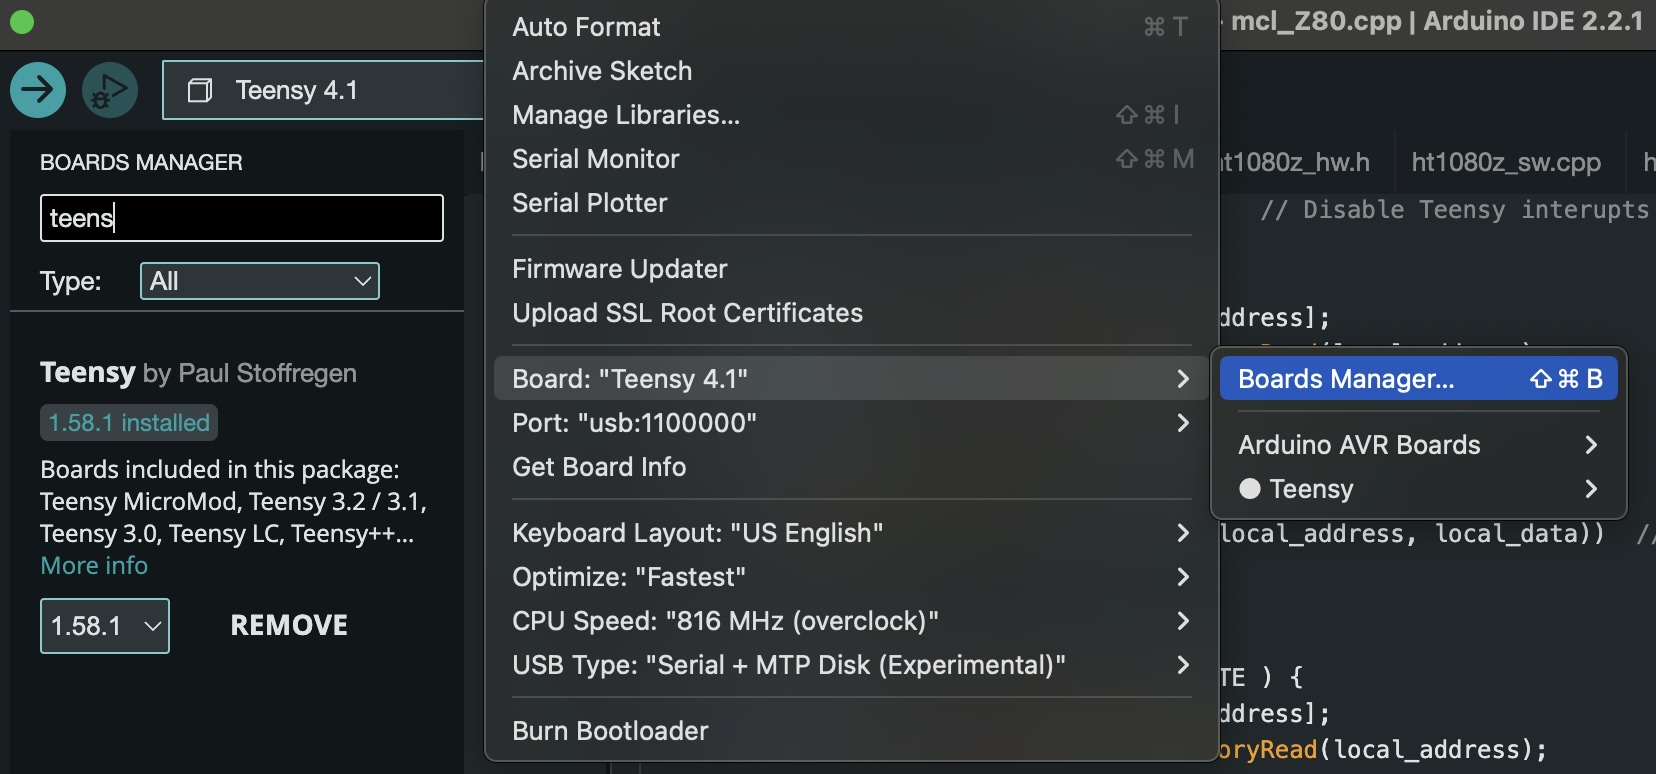 - mcl_Z80.cpp | Arduino IDE 2.2.1
Teensy 4.1
BOARDS MANAGER
teens
Type: All
Teensy by Paul Stoffregen
1.58.1 installed
Boards included in this package:
Teensy MicroMod, Teensy 3.2 / 3.1,
Teensy 3.0, Teensy LC, Teensy++...
More info
1.58.1 REMOVE
Auto Format ⌘ T
Archive Sketch
Manage Libraries... ⇧ ⌘ I
Serial Monitor ⇧ ⌘ M
Serial Plotter
Firmware Updater
Upload SSL Root Certificates
Board: "Teensy 4.1"
Port: "usb:1100000"
Get Board Info
Keyboard Layout: "US English"
Optimize: "Fastest"
CPU Speed: "816 MHz (overclock)"
USB Type: "Serial + MTP Disk (Experimental)"
Burn Bootloader
Boards Manager... ⇧ ⌘ B
Arduino AVR Boards
Teensy
ht1080z_hw.h ht1080z_sw.cpp
// Disable Teensy interupts
ddress];
local_address, local_data)) //
TE ) {
ddress];
oryRead(local_address);